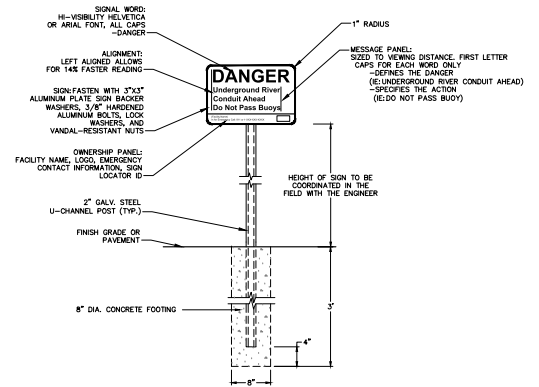 SIGNAL WORD:
HI-VISIBILITY HELVETICA
OR ARIAL FONT, ALL CAPS
-DANGER
1" RADIUS
ALIGNMENT:
LEFT ALIGNED ALLOWS
FOR 14% FASTER READING
MESSAGE PANEL:
SIZED TO VIEWING DISTANCE. FIRST LETTER
CAPS FOR EACH WORD ONLY
-DEFINES THE DANGER
(IE: UNDERGROUND RIVER CONDUIT AHEAD)
-SPECIFIES THE ACTION
(IE:DO NOT PASS BUOY)
DANGER
Underground River
Conduit Ahead
Do Not Pass Buoys
SIGN:FASTEN WITH 3"X3"
ALUMINUM PLATE SIGN BACKER
WASHERS, 3/8" HARDENED
ALUMINUM BOLTS, LOCK
WASHERS, AND
VANDAL-RESISTANT NUTS
OWNERSHIP PANEL:
FACILITY NAME, LOGO, EMERGENCY
CONTACT INFORMATION, SIGN
LOCATOR ID
HEIGHT OF SIGN TO BE
COORDINATED IN THE
FIELD WITH THE ENGINEER
2" GALV. STEEL
U-CHANNEL POST (TYP.)
FINISH GRADE OR
PAVEMENT
8" DIA. CONCRETE FOOTING
3'
4"
8"